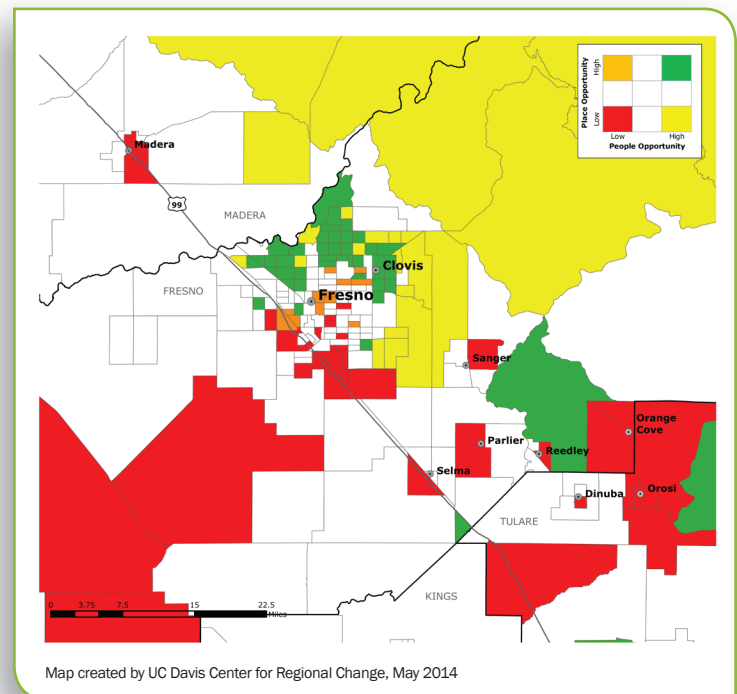 Place Opportunity
High
Low
Low
High
People Opportunity
Madera
99
MADERA
Clovis
FRESNO
Fresno
Sanger
Orange
Cove
Parlier
Reedley
Selma
Dinuba
Orosi
TULARE
KINGS
0 3.75 7.5 15 22.5
Miles
Map created by UC Davis Center for Regional Change, May 2014